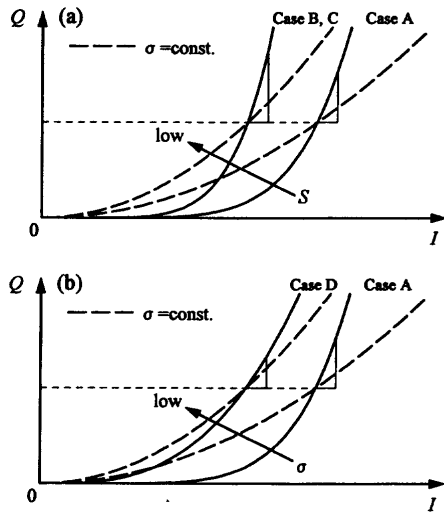 Q (a) Case B, C Case A
σ =const.
low
S
0
I
Q (b) Case D Case A
σ =const.
low
σ
0
I